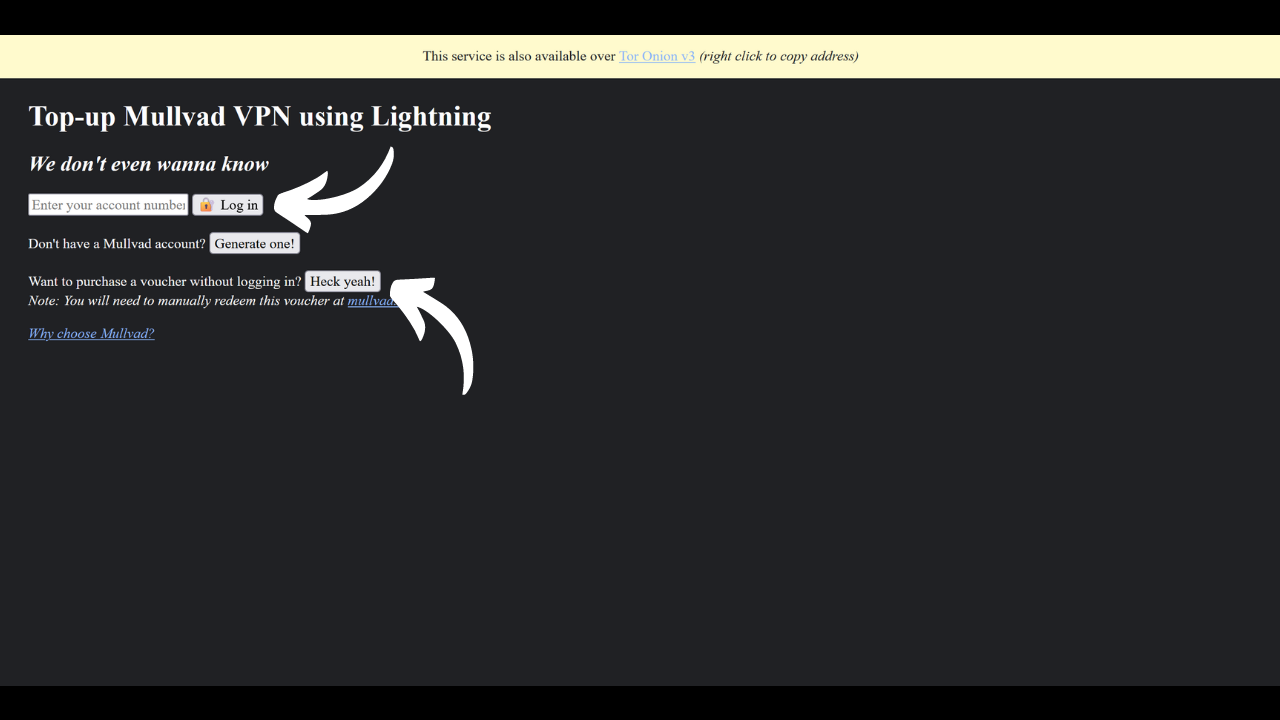 This service is also available over Tor Onion v3 (right click to copy address)
Top-up Mullvad VPN using Lightning
We don't even wanna know
Enter your account number Log in
Don't have a Mullvad account? Generate one!
Want to purchase a voucher without logging in? Heck yeah!
Note: You will need to manually redeem this voucher at
Why choose Mullvad?